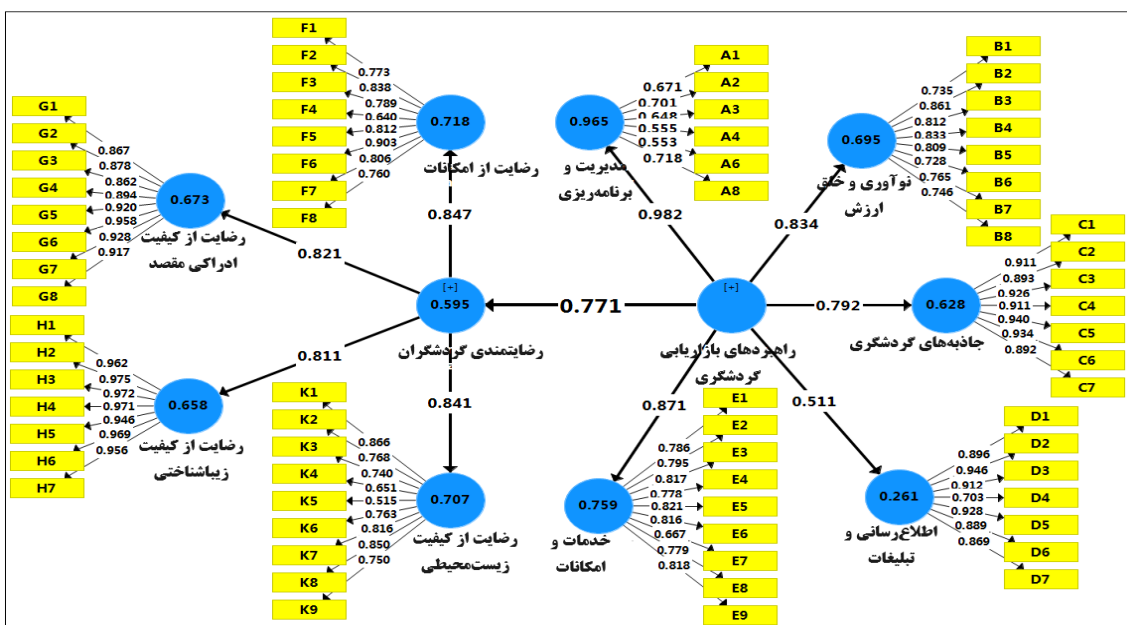 F1
F2
F3
F4
F5
F6
F7
F8
0.773
0.838
0.789
0.640
0.812
0.903
0.806
0.760
0.718
رضایت از امکانات
0.847
G1
G2
G3
G4
G5
G6
G7
G8
0.867
0.878
0.862
0.894
0.920
0.958
0.928
0.917
0.673
رضایت از کیفیت
ادراکی مقصد
0.821
H1
H2
H3
H4
H5
H6
H7
0.962
0.975
0.972
0.971
0.946
0.969
0.956
0.658
رضایت از کیفیت
زیباشناختی
0.811
[+]
0.595
رضایتمندی گردشگران
0.841
K1
K2
K3
K4
K5
K6
K7
K8
K9
0.866
0.768
0.740
0.651
0.515
0.763
0.816
0.850
0.750
0.707
رضایت از کیفیت
زیست‌محیطی
0.771
[+]
راهبردهای بازاریابی
گردشگری
A1
A2
A3
A4
A6
A8
0.671
0.701
0.648
0.555
0.553
0.718
0.965
مدیریت و
برنامه‌ریزی
0.982
B1
B2
B3
B4
B5
B6
B7
B8
0.735
0.861
0.812
0.833
0.809
0.728
0.765
0.746
0.695
نوآوری و خلق
ارزش
0.834
C1
C2
C3
C4
C5
C6
C7
0.911
0.893
0.926
0.911
0.940
0.934
0.892
0.628
جاذبه‌های گردشگری
0.792
D1
D2
D3
D4
D5
D6
D7
0.896
0.946
0.912
0.703
0.928
0.889
0.869
0.261
اطلاع‌رسانی و
تبلیغات
0.511
E1
E2
E3
E4
E5
E6
E7
E8
E9
0.786
0.795
0.817
0.778
0.821
0.816
0.667
0.779
0.818
0.759
خدمات و
امکانات
0.871